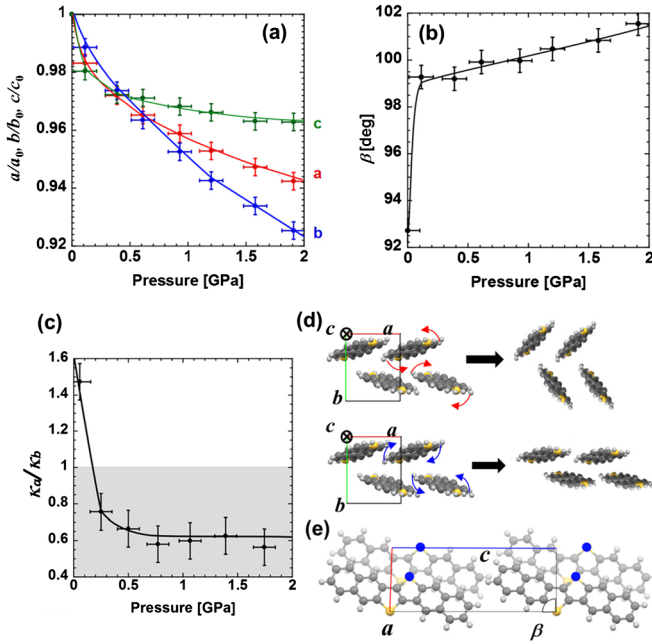 (a)
1
0.98
0.96
0.94
0.92
a/a₀, b/b₀, c/c₀
c
a
b
0
0.5
1
1.5
2
Pressure [GPa]
(b)
102
100
98
96
94
92
β [deg]
0
0.5
1
1.5
2
Pressure [GPa]
(c)
1.6
1.4
1.2
1
0.8
0.6
0.4
κa/κb
0
0.5
1
1.5
2
Pressure [GPa]
(d)
c
a
b
c
a
b
(e)
c
a
β